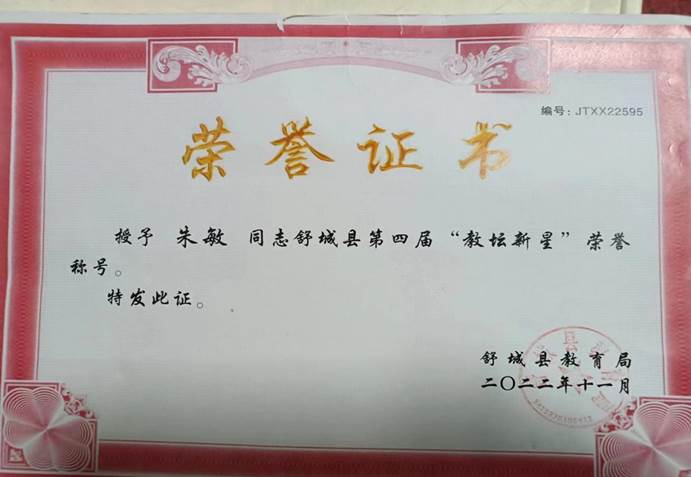 编号：JTXX22595
荣誉证书
授予 朱敏 同志舒城县第四届“教坛新星”荣誉
称号。
特发此证。
舒城县教育局
二〇二二年十一月